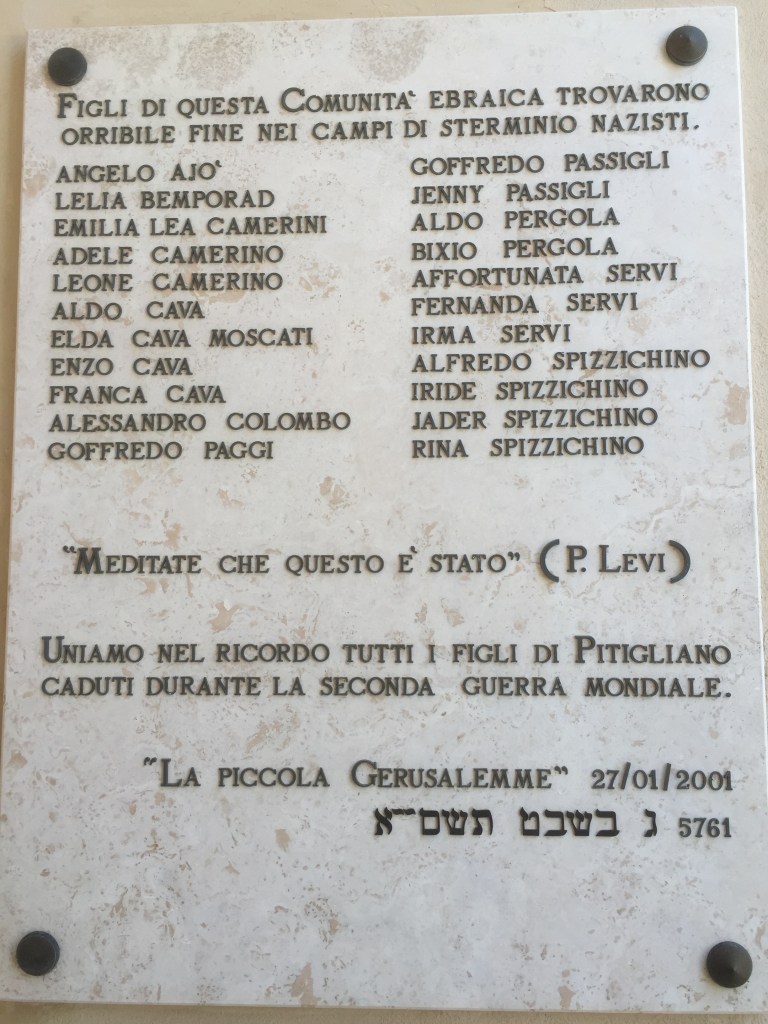 FIGLI DI QUESTA COMUNITA' EBRAICA TROVARONO
ORRIBILE FINE NEI CAMPI DI STERMINIO NAZISTI.
ANGELO AJO'
LELIA BEMPORAD
EMILIA LEA CAMERINI
ADELE CAMERINO
LEONE CAMERINO
ALDO CAVA
ELDA CAVA MOSCATI
ENZO CAVA
FRANCA CAVA
ALESSANDRO COLOMBO
GOFFREDO PAGGI
GOFFREDO PASSIGLI
JENNY PASSIGLI
ALDO PERGOLA
BIXIO PERGOLA
AFFORTUNATA SERVI
FERNANDA SERVI
IRMA SERVI
ALFREDO SPIZZICHINO
IRIDE SPIZZICHINO
JADER SPIZZICHINO
RINA SPIZZICHINO
"MEDITATE CHE QUESTO E' STATO" (P. LEVI)
UNIAMO NEL RICORDO TUTTI I FIGLI DI PITIGLIANO
CADUTI DURANTE LA SECONDA GUERRA MONDIALE.
"LA PICCOLA GERUSALEMME" 27/01/2001
ג בשבט תשס״א 5761